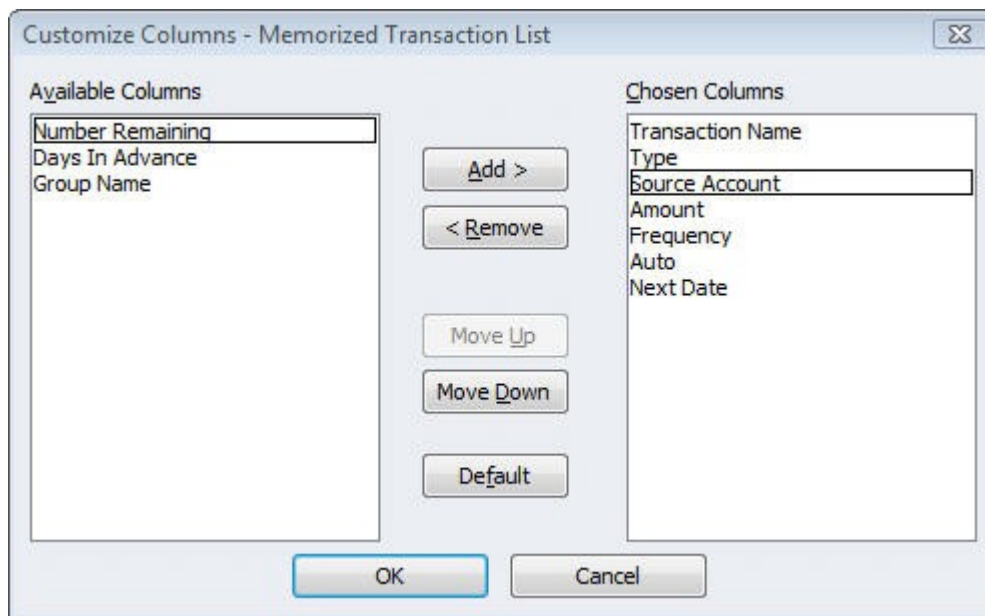 Customize Columns - Memorized Transaction List
Available Columns
Number Remaining
Days In Advance
Group Name
Add >
< Remove
Move Up
Move Down
Default
Chosen Columns
Transaction Name
Type
Source Account
Amount
Frequency
Auto
Next Date
OK
Cancel